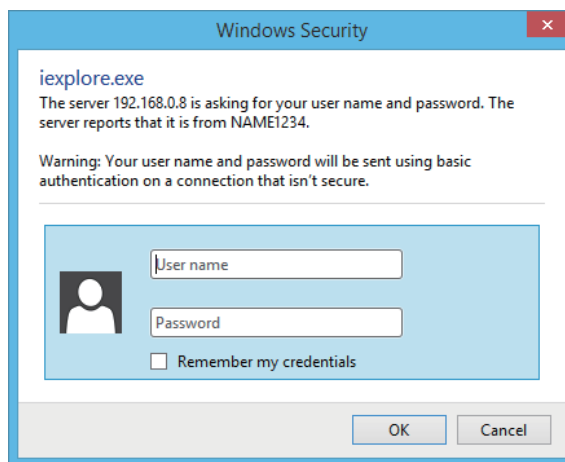 Windows Security
iexplore.exe
The server 192.168.0.8 is asking for your user name and password. The
server reports that it is from NAME1234.
Warning: Your user name and password will be sent using basic
authentication on a connection that isn't secure.
User name
Password
Remember my credentials
OK
Cancel